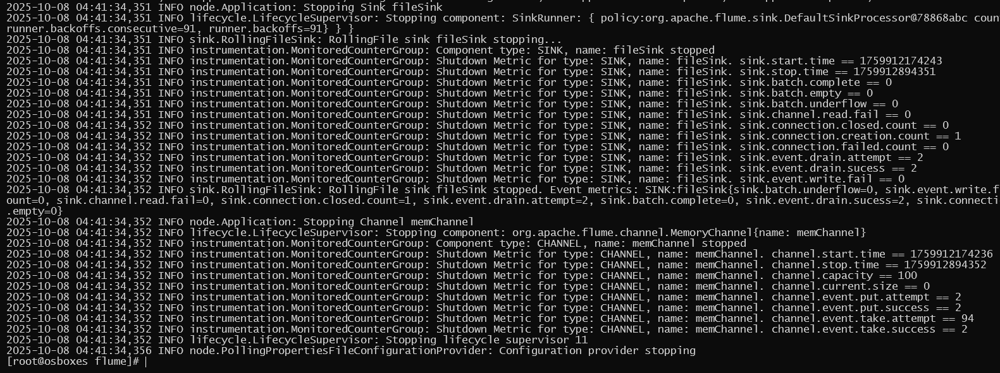 2025-10-08 04:41:34,351 INFO node.Application: Stopping Sink fileSink
2025-10-08 04:41:34,351 INFO lifecycle.LifecycleSupervisor: Stopping component: SinkRunner: { policy:org.apache.flume.sink.DefaultSinkProcessor@78868abc coun
runner.backoffs.consecutive=91, runner.backoffs=91} } }
2025-10-08 04:41:34,351 INFO sink.RollingFileSink: RollingFile sink fileSink stopping...
2025-10-08 04:41:34,351 INFO instrumentation.MonitoredCounterGroup: Component type: SINK, name: fileSink stopped
2025-10-08 04:41:34,351 INFO instrumentation.MonitoredCounterGroup: Shutdown Metric for type: SINK, name: fileSink. sink.start.time == 1759912174243
2025-10-08 04:41:34,351 INFO instrumentation.MonitoredCounterGroup: Shutdown Metric for type: SINK, name: fileSink. sink.stop.time == 1759912894351
2025-10-08 04:41:34,351 INFO instrumentation.MonitoredCounterGroup: Shutdown Metric for type: SINK, name: fileSink. sink.batch.complete == 0
2025-10-08 04:41:34,351 INFO instrumentation.MonitoredCounterGroup: Shutdown Metric for type: SINK, name: fileSink. sink.batch.empty == 0
2025-10-08 04:41:34,351 INFO instrumentation.MonitoredCounterGroup: Shutdown Metric for type: SINK, name: fileSink. sink.batch.underflow == 0
2025-10-08 04:41:34,351 INFO instrumentation.MonitoredCounterGroup: Shutdown Metric for type: SINK, name: fileSink. sink.channel.read.fail == 0
2025-10-08 04:41:34,352 INFO instrumentation.MonitoredCounterGroup: Shutdown Metric for type: SINK, name: fileSink. sink.connection.closed.count == 0
2025-10-08 04:41:34,352 INFO instrumentation.MonitoredCounterGroup: Shutdown Metric for type: SINK, name: fileSink. sink.connection.creation.count == 1
2025-10-08 04:41:34,352 INFO instrumentation.MonitoredCounterGroup: Shutdown Metric for type: SINK, name: fileSink. sink.connection.failed.count == 0
2025-10-08 04:41:34,352 INFO instrumentation.MonitoredCounterGroup: Shutdown Metric for type: SINK, name: fileSink. sink.event.drain.attempt == 2
2025-10-08 04:41:34,352 INFO instrumentation.MonitoredCounterGroup: Shutdown Metric for type: SINK, name: fileSink. sink.event.drain.sucess == 2
2025-10-08 04:41:34,352 INFO instrumentation.MonitoredCounterGroup: Shutdown Metric for type: SINK, name: fileSink. sink.event.write.fail == 0
2025-10-08 04:41:34,352 INFO sink.RollingFileSink: RollingFile sink fileSink stopped. Event metrics: SINK:fileSink{sink.batch.underflow=0, sink.event.write.f
ount=0, sink.channel.read.fail=0, sink.connection.closed.count=1, sink.event.drain.attempt=2, sink.batch.complete=0, sink.event.drain.sucess=2, sink.connecti
.empty=0}
2025-10-08 04:41:34,352 INFO node.Application: Stopping Channel memChannel
2025-10-08 04:41:34,352 INFO lifecycle.LifecycleSupervisor: Stopping component: org.apache.flume.channel.MemoryChannel{name: memChannel}
2025-10-08 04:41:34,352 INFO instrumentation.MonitoredCounterGroup: Component type: CHANNEL, name: memChannel stopped
2025-10-08 04:41:34,352 INFO instrumentation.MonitoredCounterGroup: Shutdown Metric for type: CHANNEL, name: memChannel. channel.start.time == 1759912174236
2025-10-08 04:41:34,352 INFO instrumentation.MonitoredCounterGroup: Shutdown Metric for type: CHANNEL, name: memChannel. channel.stop.time == 1759912894352
2025-10-08 04:41:34,352 INFO instrumentation.MonitoredCounterGroup: Shutdown Metric for type: CHANNEL, name: memChannel. channel.capacity == 100
2025-10-08 04:41:34,352 INFO instrumentation.MonitoredCounterGroup: Shutdown Metric for type: CHANNEL, name: memChannel. channel.current.size == 0
2025-10-08 04:41:34,352 INFO instrumentation.MonitoredCounterGroup: Shutdown Metric for type: CHANNEL, name: memChannel. channel.event.put.attempt == 2
2025-10-08 04:41:34,352 INFO instrumentation.MonitoredCounterGroup: Shutdown Metric for type: CHANNEL, name: memChannel. channel.event.put.success == 2
2025-10-08 04:41:34,352 INFO instrumentation.MonitoredCounterGroup: Shutdown Metric for type: CHANNEL, name: memChannel. channel.event.take.attempt == 94
2025-10-08 04:41:34,352 INFO instrumentation.MonitoredCounterGroup: Shutdown Metric for type: CHANNEL, name: memChannel. channel.event.take.success == 2
2025-10-08 04:41:34,352 INFO lifecycle.LifecycleSupervisor: Stopping lifecycle supervisor 11
2025-10-08 04:41:34,356 INFO node.PollingPropertiesFileConfigurationProvider: Configuration provider stopping
[root@osboxes flume]#